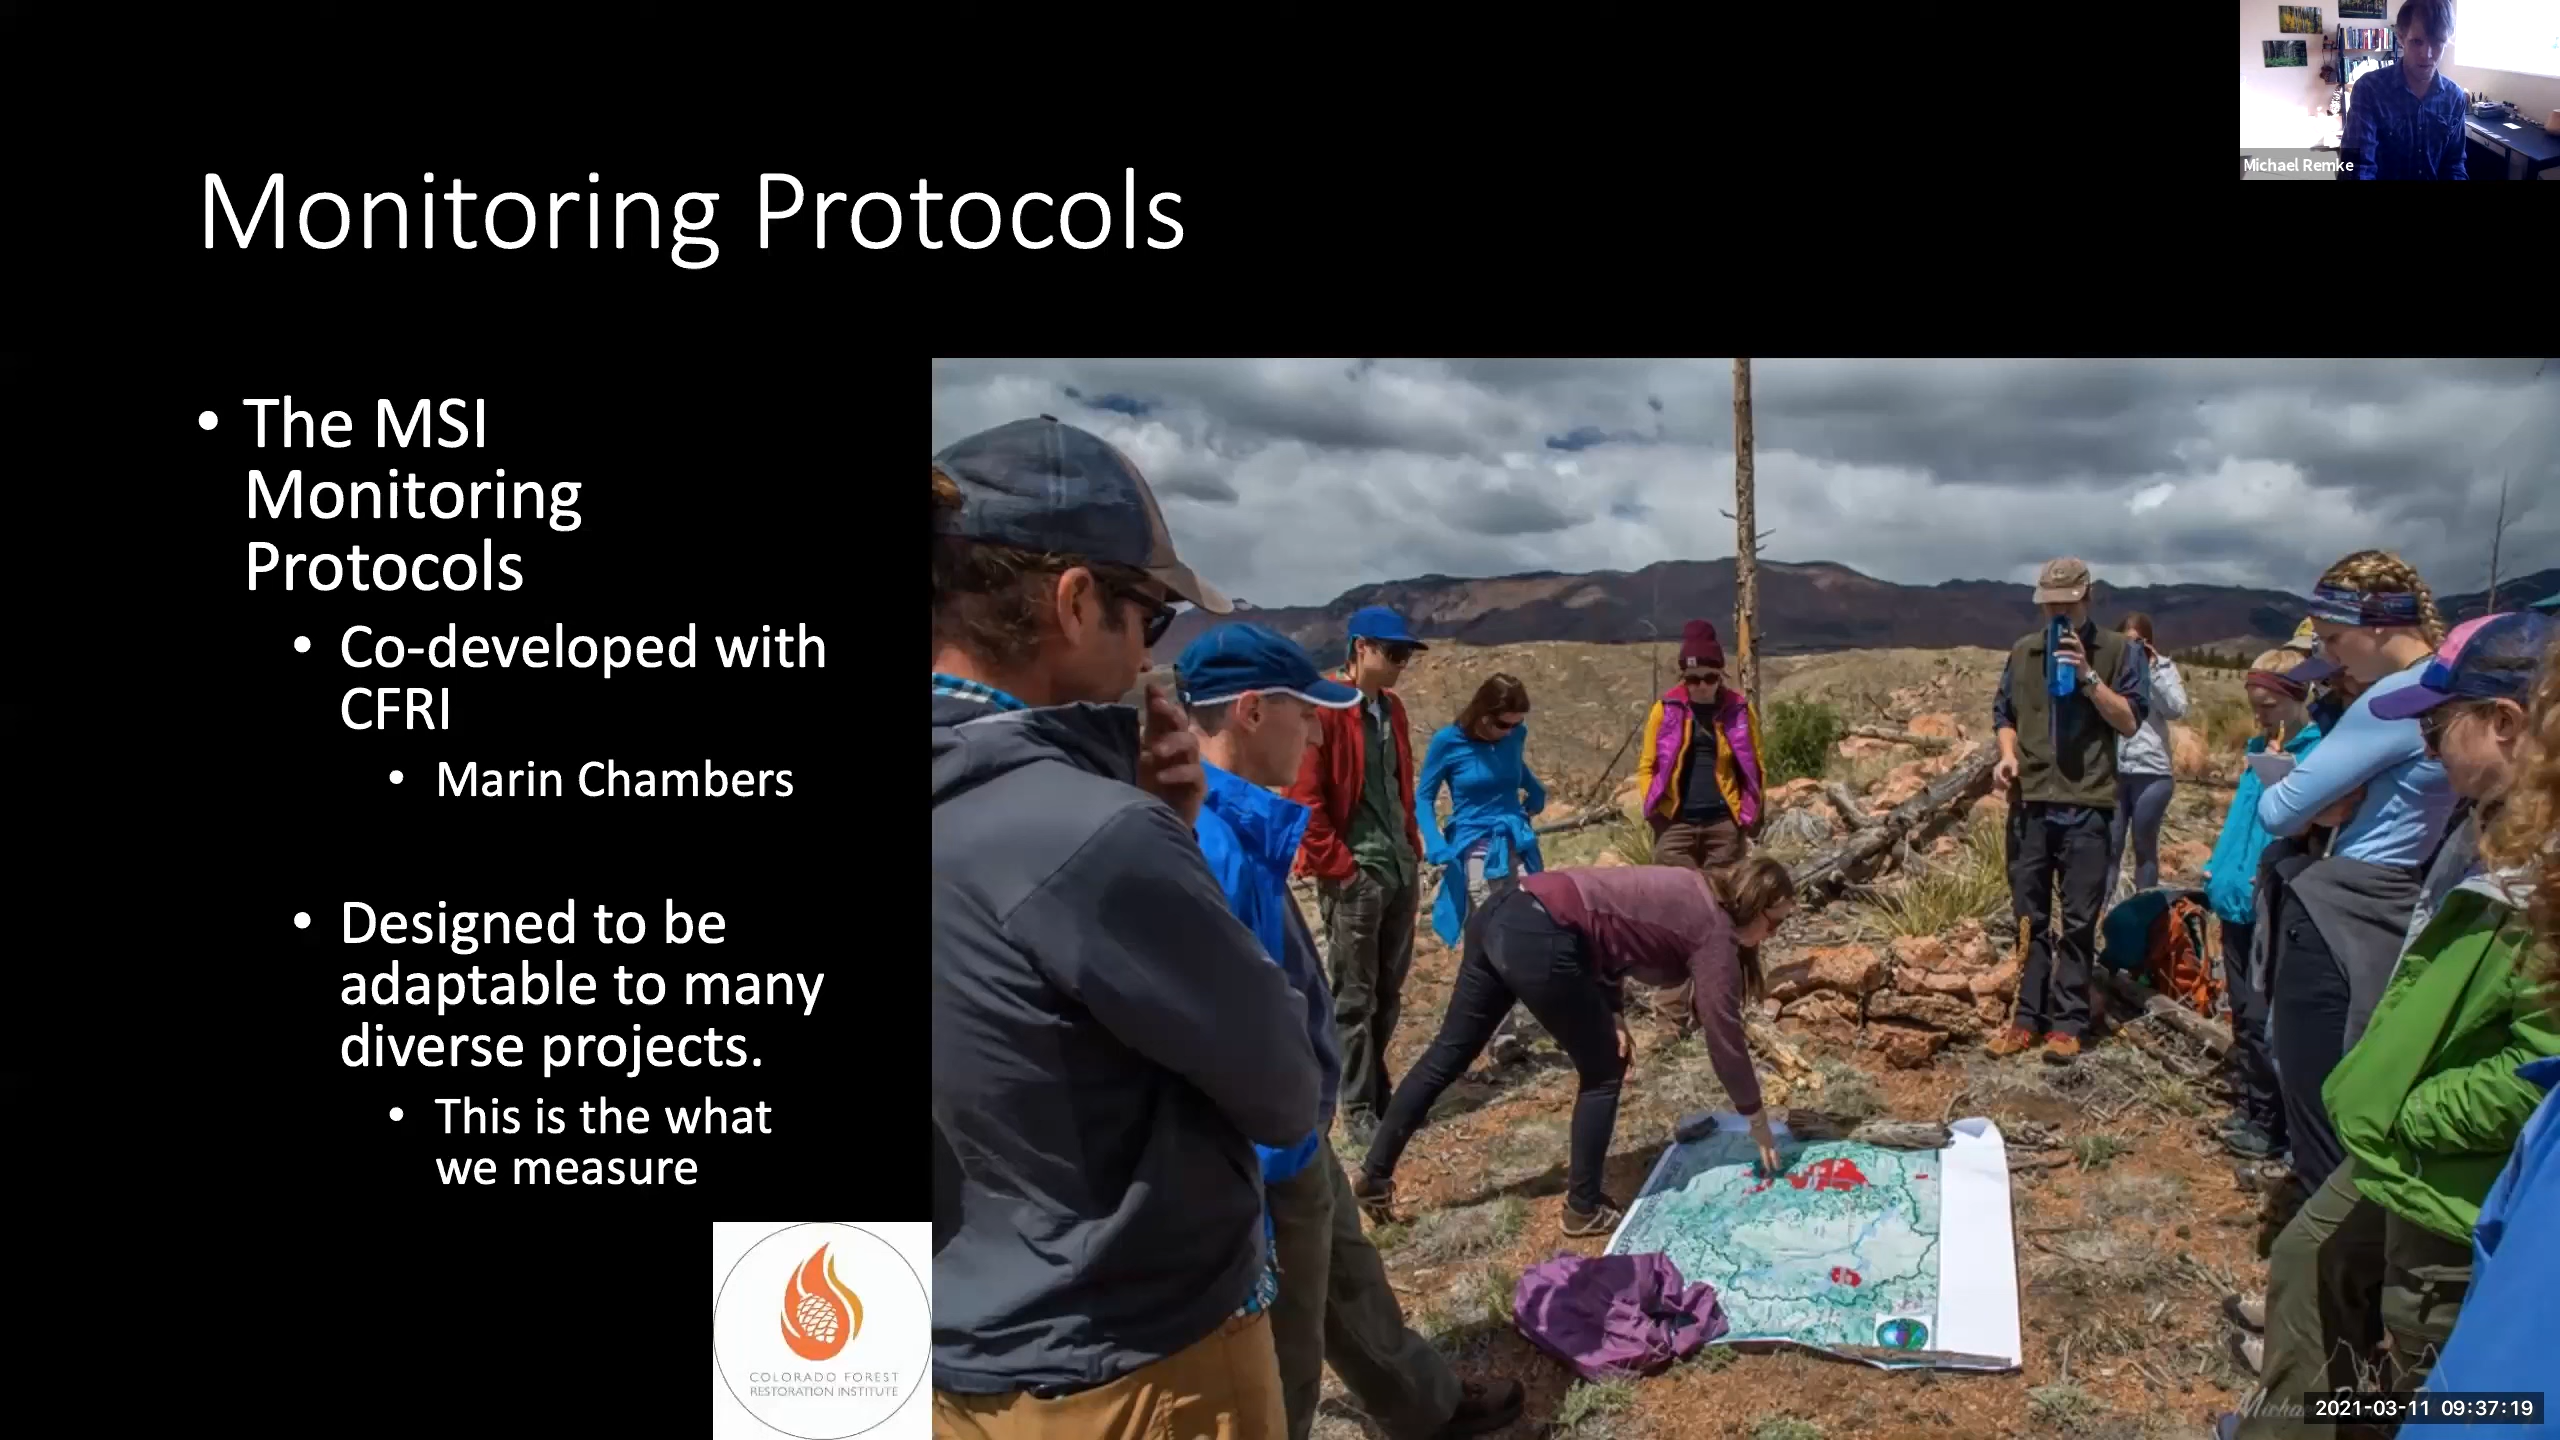 Michael Remke
Monitoring Protocols
• The MSI
Monitoring
Protocols
• Co-developed with
CFRI
• Marin Chambers
• Designed to be
adaptable to many
diverse projects.
• This is the what
we measure
COLORADO FOREST
RESTORATION INSTITUTE
2021-03-11 09:37:19